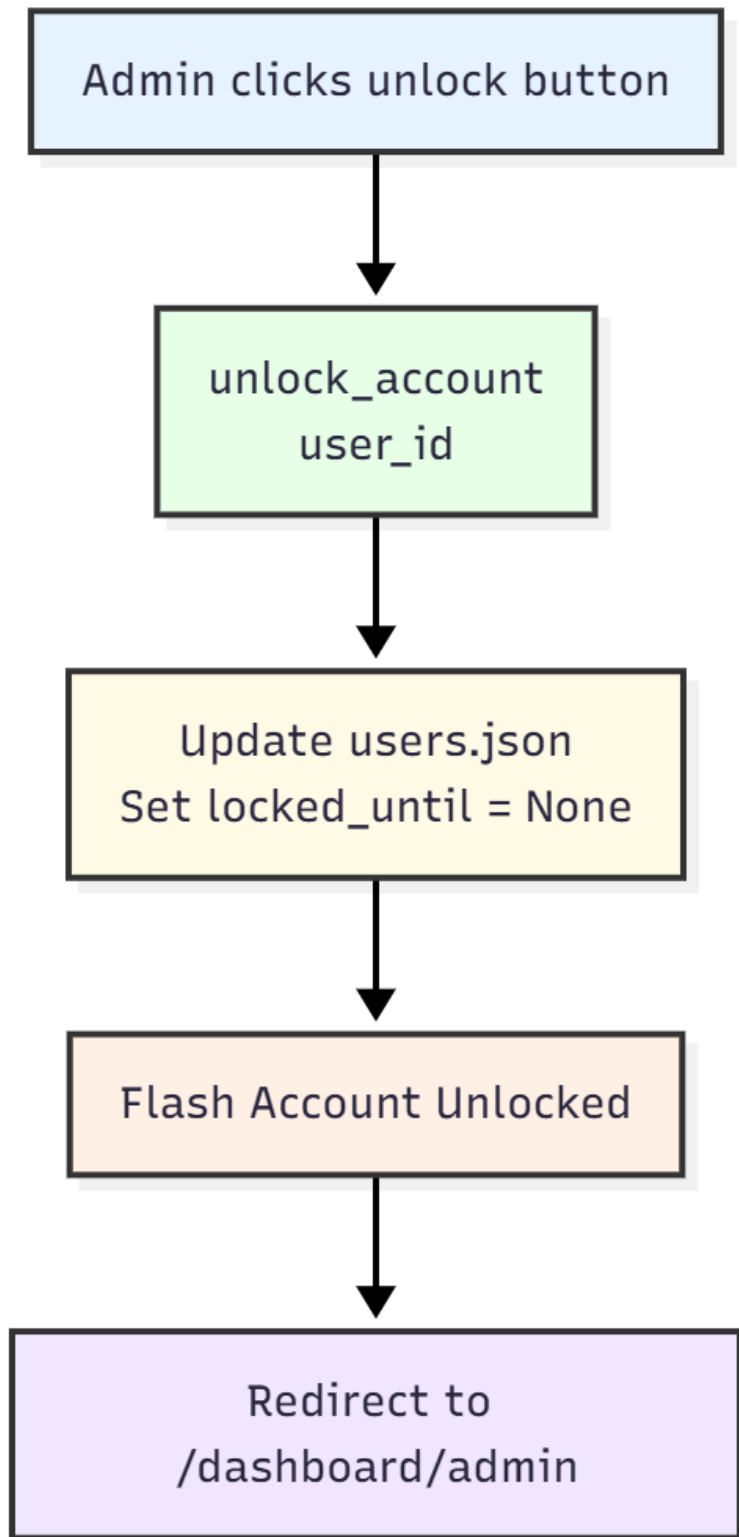 Admin clicks unlock button
unlock_account
user_id
Update users.json
Set locked_until = None
Flash Account Unlocked
Redirect to
/dashboard/admin